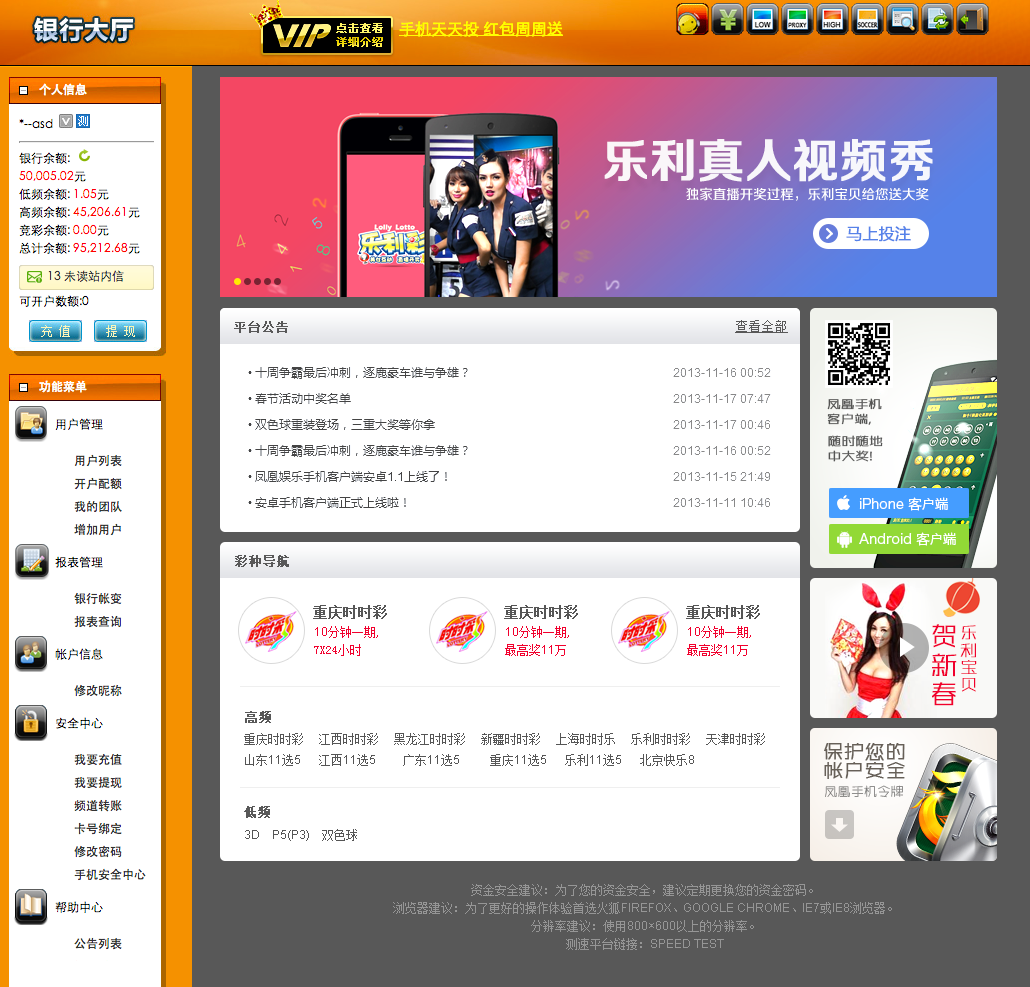 银行大厅
VIP 点击查看
详细介绍
手机天天投 红包周周送
¥
LOW
PROXY
HIGH
SOCCER
个人信息
*--asd V 测
银行余额:
50,005.02元
低频余额: 1.05元
高频余额: 45,206.61元
竞彩余额: 0.00元
总计余额: 95,212.68元
13 未读站内信
可开户数额:0
充 值 提 现
功能菜单
用户管理
用户列表
开户配额
我的团队
增加用户
报表管理
银行帐变
报表查询
帐户信息
修改昵称
安全中心
我要充值
我要提现
频道转账
卡号绑定
修改密码
手机安全中心
帮助中心
公告列表
Lolly Lotto
乐利彩
乐利真人视频秀
独家直播开奖过程，乐利宝贝给您送大奖
马上投注
平台公告 查看全部
• 十周争霸最后冲刺，逐鹿豪车谁与争雄？ 2013-11-16 00:52
• 春节活动中奖名单 2013-11-17 07:47
• 双色球重装登场，三重大奖等你拿 2013-11-17 00:46
• 十周争霸最后冲刺，逐鹿豪车谁与争雄？ 2013-11-16 00:52
• 凤凰娱乐手机客户端安卓1.1上线了！ 2013-11-15 21:49
• 安卓手机客户端正式上线啦！ 2013-11-11 10:46
彩种导航
时时彩
重庆时时彩
10分钟一期,
7X24小时
时时彩
重庆时时彩
10分钟一期,
最高奖11万
时时彩
重庆时时彩
10分钟一期,
最高奖11万
高频
重庆时时彩 江西时时彩 黑龙江时时彩 新疆时时彩 上海时时乐 乐利时时彩 天津时时彩
山东11选5 江西11选5 广东11选5 重庆11选5 乐利11选5 北京快乐8
低频
3D P5(P3) 双色球
凤凰手机
客户端,
随时随地
中大奖!
iPhone 客户端
Android 客户端
贺新春
乐利宝贝
保护您的
帐户安全
凤凰手机令牌
资金安全建议：为了您的资金安全，建议定期更换您的资金密码。
浏览器建议：为了更好的操作体验首选火狐FIREFOX、GOOGLE CHROME、IE7或IE8浏览器。
分辨率建议：使用800×600以上的分辨率。
测速平台链接：SPEED TEST